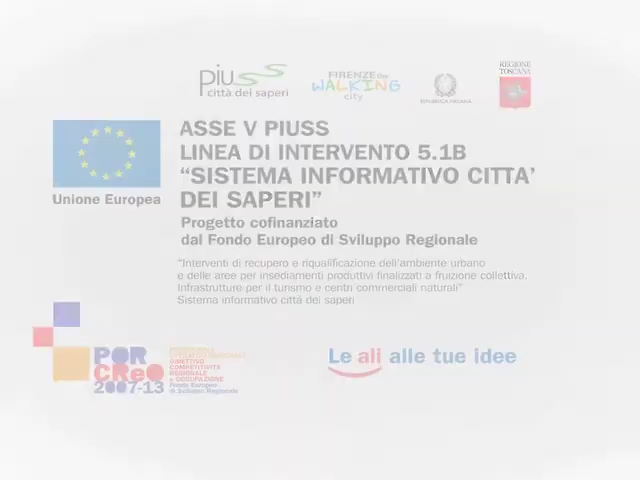 piuss
città dei saperi
FIRENZE the
WALKING
city
REPUBBLICA ITALIANA
REGIONE
TOSCANA
ASSE V PIUSS
LINEA DI INTERVENTO 5.1B
“SISTEMA INFORMATIVO CITTA’
DEI SAPERI”
Unione Europea
Progetto cofinanziato
dal Fondo Europeo di Sviluppo Regionale
“Interventi di recupero e riqualificazione dell’ambiente urbano
e delle aree per insediamenti produttivi finalizzati a fruizione collettiva.
Infrastrutture per il turismo e centri commerciali naturali”
Sistema informativo città dei saperi
POR
CReO
2007-13
PROGRAMMA
OPERATIVO REGIONALE
OBIETTIVO
COMPETITIVITÀ
REGIONALE
e OCCUPAZIONE
Fondo Europeo
di Sviluppo Regionale
Le ali alle tue idee